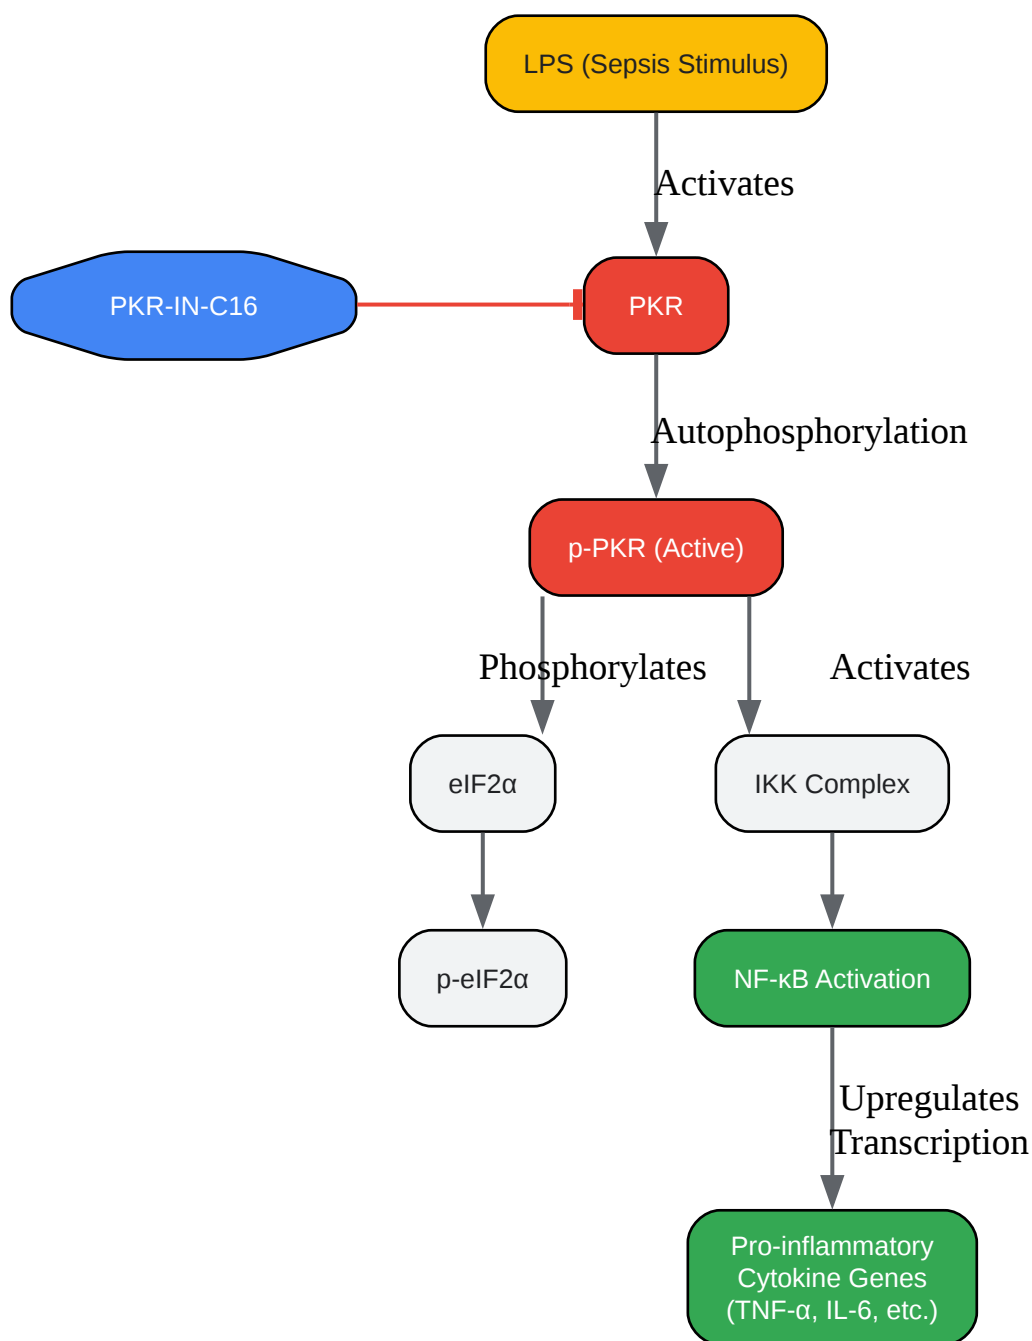 LPS (Sepsis Stimulus)
Activates
PKR-IN-C16
PKR
Autophosphorylation
p-PKR (Active)
Phosphorylates
Activates
eIF2α
IKK Complex
p-eIF2α
NF-κB Activation
Upregulates
Transcription
Pro-inflammatory
Cytokine Genes
(TNF-α, IL-6, etc.)